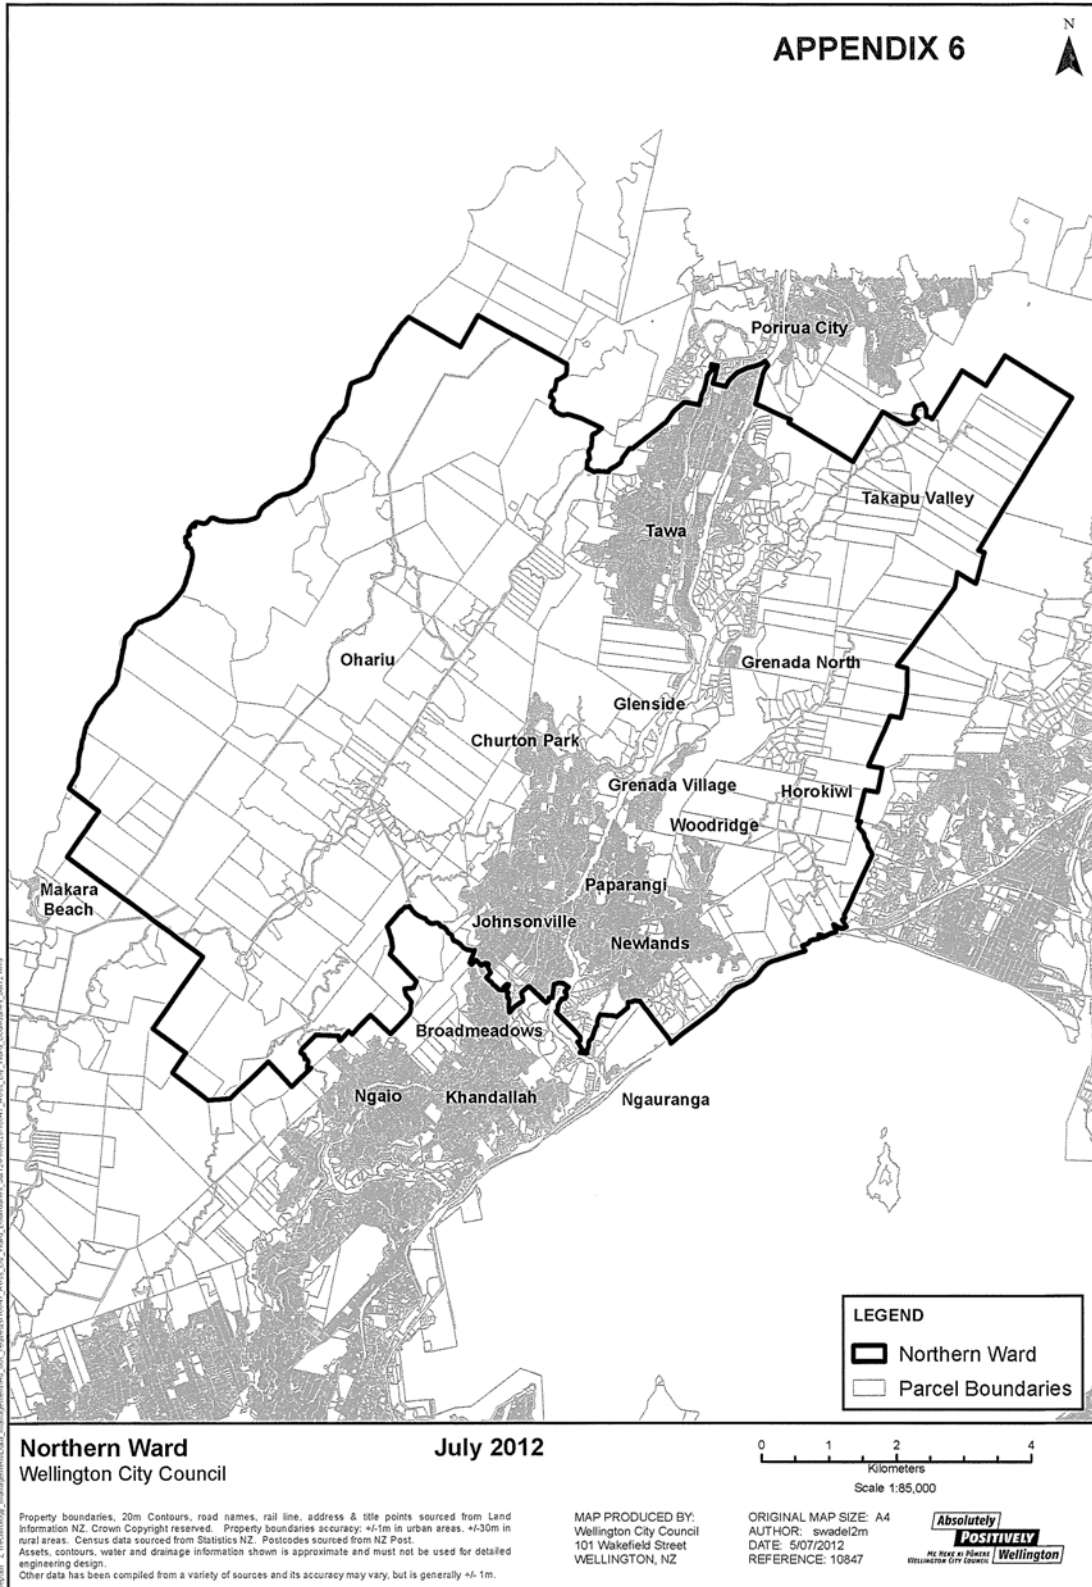 APPENDIX 6
N
Porirua City
Takapu Valley
Tawa
Ohariu
Grenada North
Glenside
Churton Park
Grenada Village
Horokiwi
Woodridge
Makara
Beach
Paparangi
Johnsonville
Newlands
Broadmeadows
Ngaio
Khandallah
Ngauranga
LEGEND
Northern Ward
Parcel Boundaries
Northern Ward
Wellington City Council
July 2012
0 1 2 4
Kilometers
Scale 1:85,000
Property boundaries, 20m Contours, road names, rail line, address & title points sourced from Land
Information NZ. Crown Copyright reserved. Property boundaries accuracy: +/-1m in urban areas, +/-30m in
rural areas. Census data sourced from Statistics NZ. Postcodes sourced from NZ Post.
Assets, contours, water and drainage information shown is approximate and must not be used for detailed
engineering design.
Other data has been compiled from a variety of sources and its accuracy may vary, but is generally +/- 1m.
MAP PRODUCED BY:
Wellington City Council
101 Wakefield Street
WELLINGTON, NZ
ORIGINAL MAP SIZE: A4
AUTHOR: swadel2m
DATE: 5/07/2012
REFERENCE: 10847
Absolutely
POSITIVELY
ME HEKE KI PŌNEKE
WELLINGTON CITY COUNCIL
Wellington